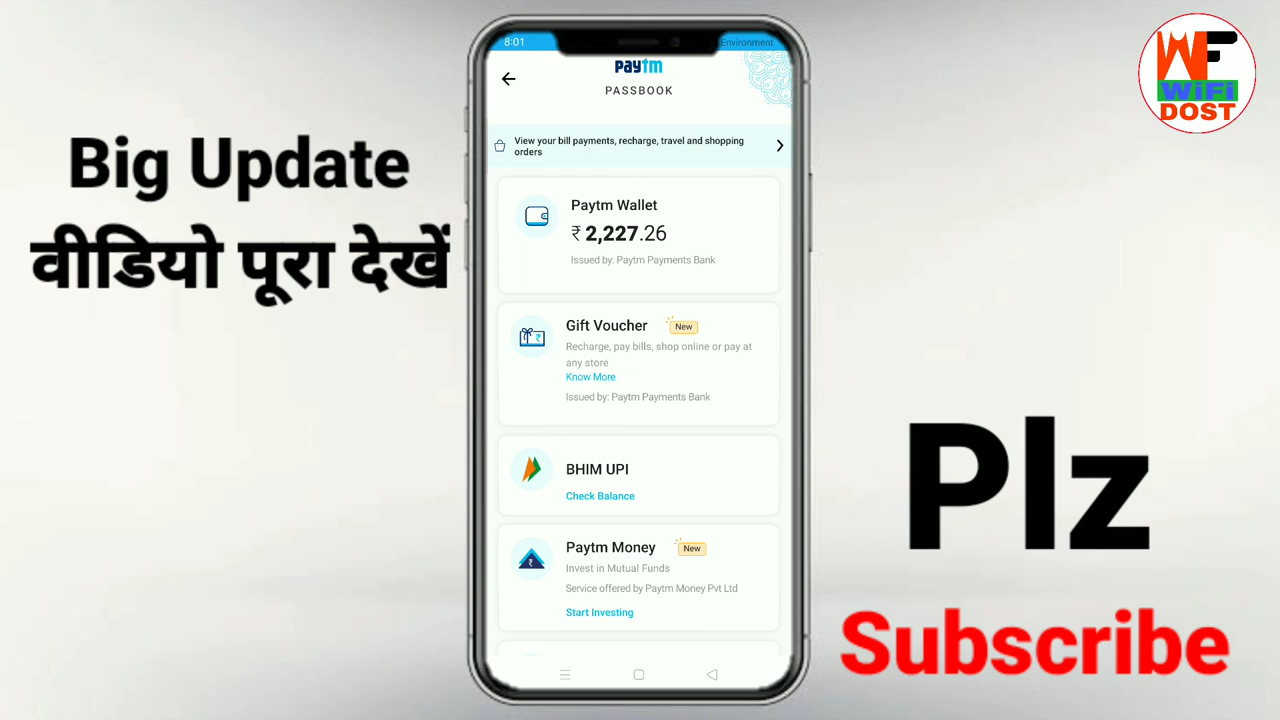 8:01
Environment
paytm
PASSBOOK
View your bill payments, recharge, travel and shopping
orders
Paytm Wallet
₹ 2,227.26
Issued by: Paytm Payments Bank
Gift Voucher New
Recharge, pay bills, shop online or pay at
any store
Know More
Issued by: Paytm Payments Bank
BHIM UPI
Check Balance
Paytm Money New
Invest in Mutual Funds
Service offered by Paytm Money Pvt Ltd
Start Investing
Big Update
वीडियो पूरा देखें
WF
WiFi
DOST
Plz
Subscribe